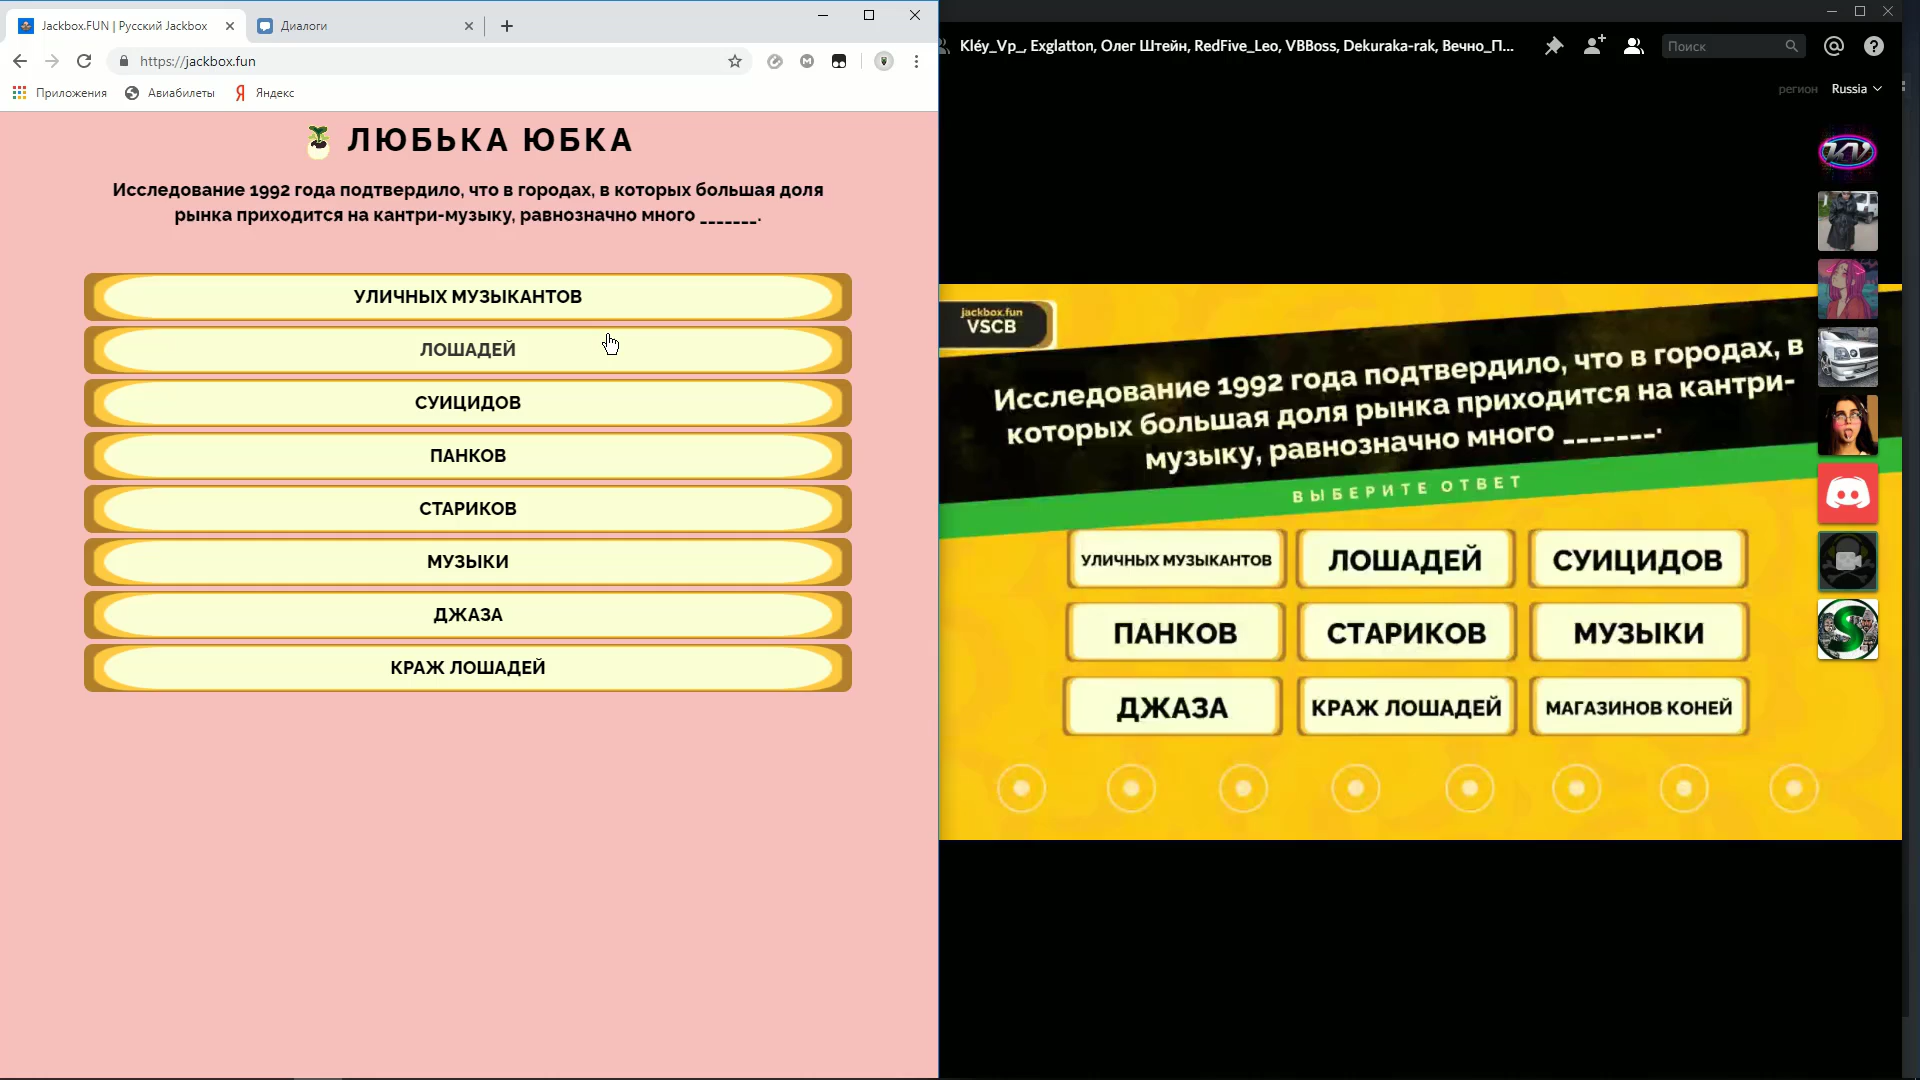 Jackbox.FUN | Русский Jackbox
Диалоги
https://jackbox.fun
Приложения
Авиабилеты
Яндекс
ЛЮБЬКА ЮБКА
Исследование 1992 года подтвердило, что в городах, в которых большая доля
рынка приходится на кантри-музыку, равнозначно много _______.
УЛИЧНЫХ МУЗЫКАНТОВ
ЛОШАДЕЙ
СУИЦИДОВ
ПАНКОВ
СТАРИКОВ
МУЗЫКИ
ДЖАЗА
КРАЖ ЛОШАДЕЙ
Kléy_Vp_, Exglatton, Олег Штейн, RedFive_Leo, VBBoss, Dekuraka-rak, Вечно_П...
Поиск
регион
Russia
jackbox.fun
VSCB
Исследование 1992 года подтвердило, что в городах, в
которых большая доля рынка приходится на кантри-
музыку, равнозначно много _______.
ВЫБЕРИТЕ ОТВЕТ
УЛИЧНЫХ МУЗЫКАНТОВ
ЛОШАДЕЙ
СУИЦИДОВ
ПАНКОВ
СТАРИКОВ
МУЗЫКИ
ДЖАЗА
КРАЖ ЛОШАДЕЙ
МАГАЗИНОВ КОНЕЙ
KV
S